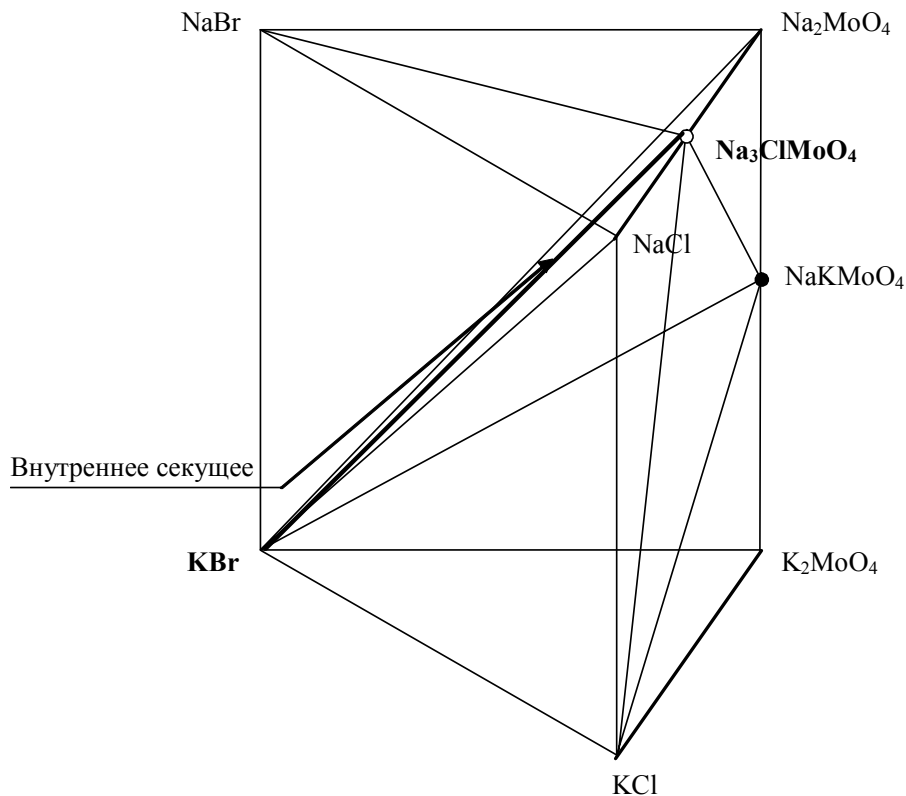 NaBr
Na₂MoO₄
Na₃ClMoO₄
NaCl
NaKMoO₄
Внутреннее секущее
KBr
K₂MoO₄
KCl